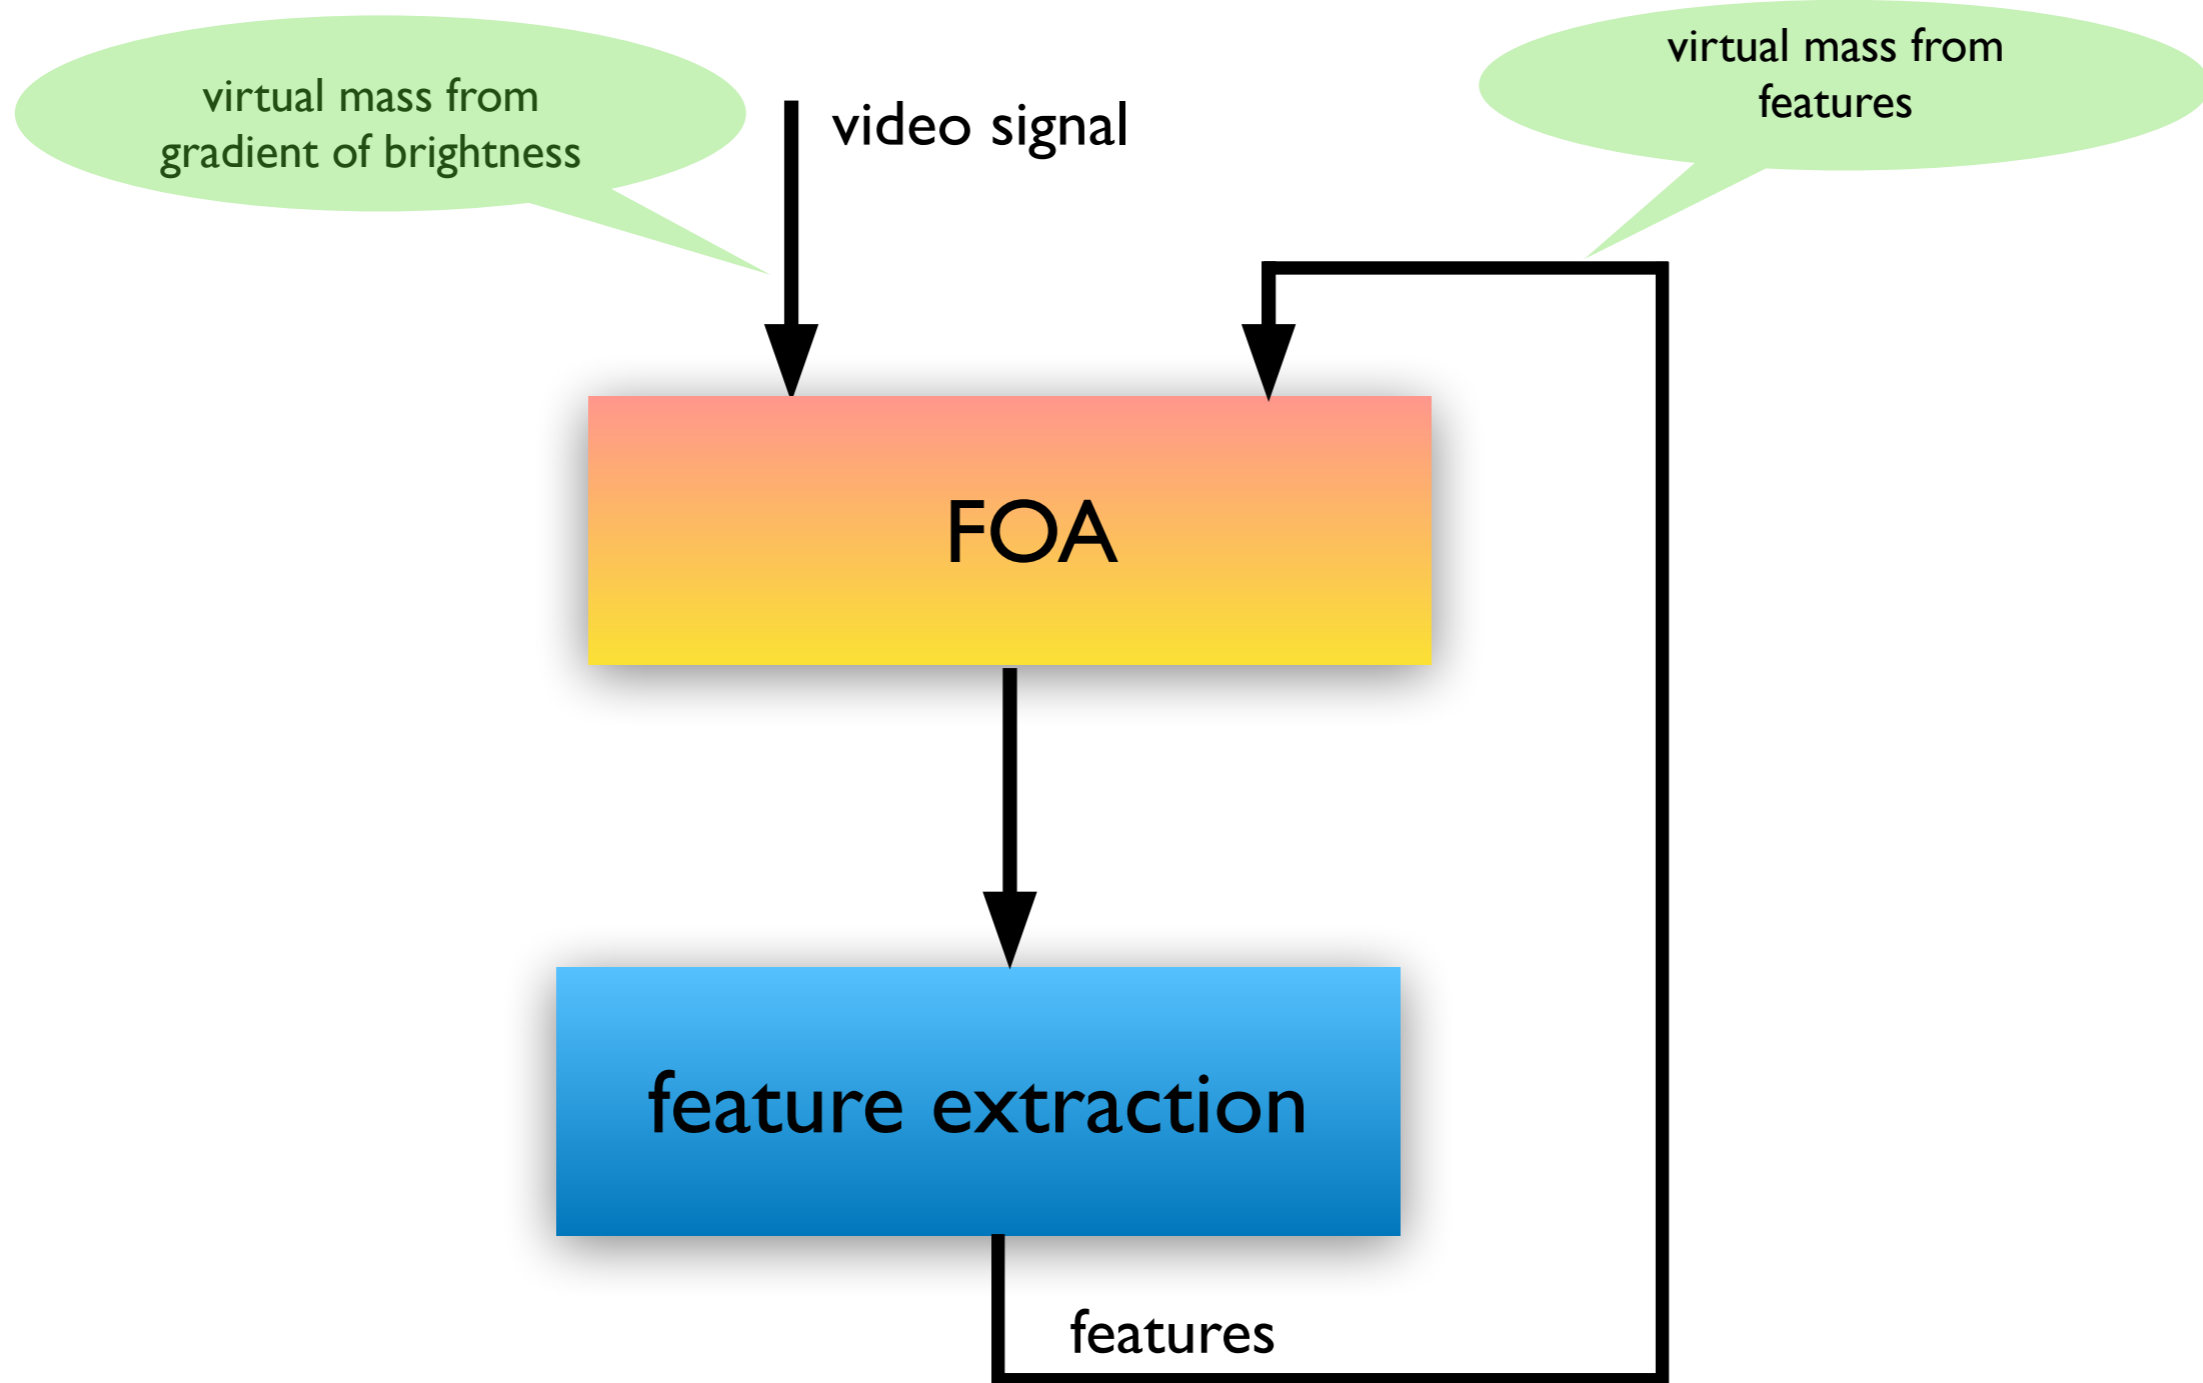 virtual mass from
gradient of brightness
video signal
virtual mass from
features
FOA
feature extraction
features